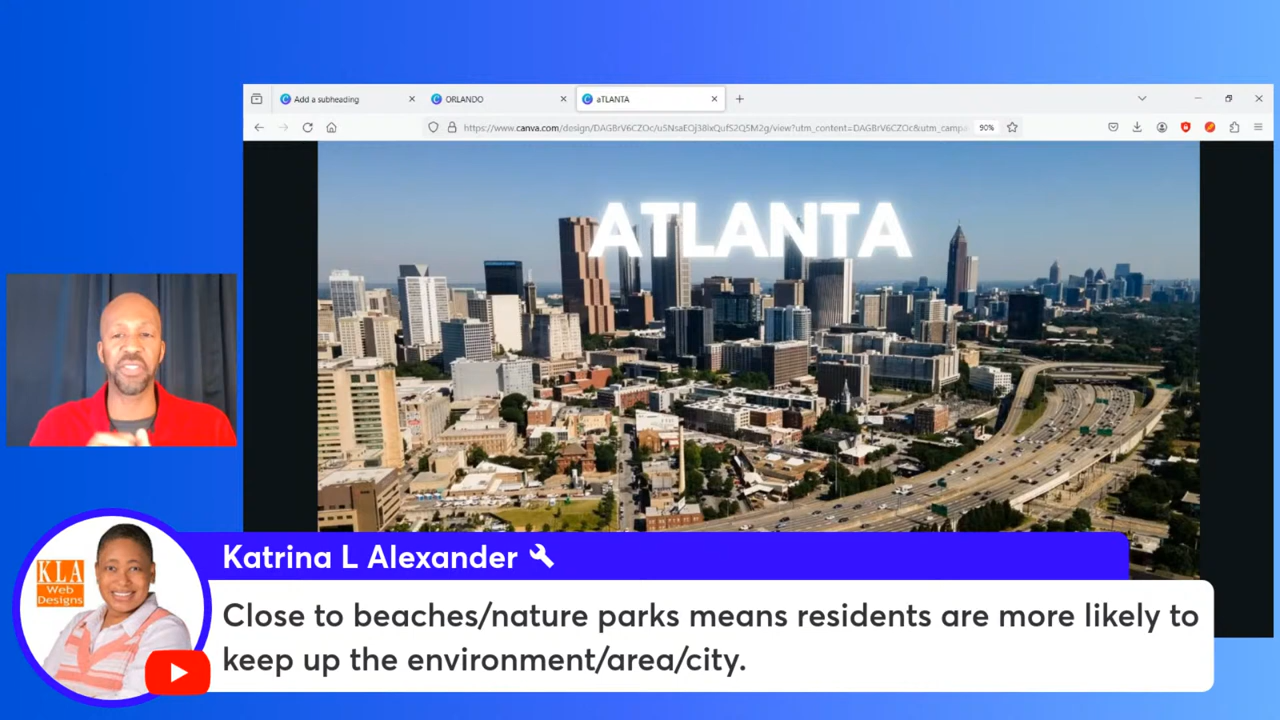 Add a subheading
ORLANDO
aTLANTA
https://www.canva.com/design/DAGBrV6CZOc/u5NsaEOj38lxQufS2Q5M2g/view?utm_content=DAGBrV6CZOc&utm_campa
90%
ATLANTA
KLA
Web
Designs
Katrina L Alexander
Close to beaches/nature parks means residents are more likely to
keep up the environment/area/city.